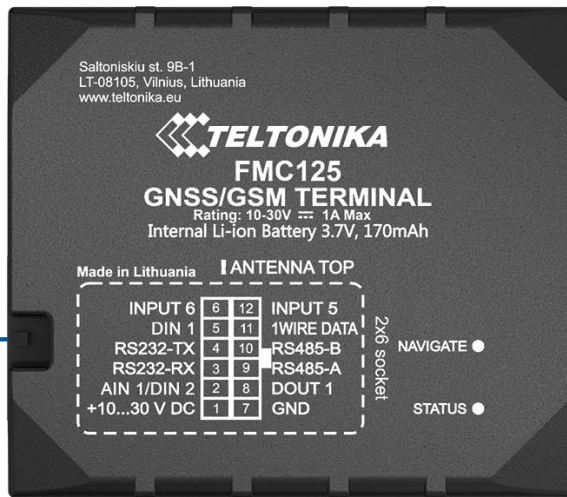 Saltoniskiu st. 9B-1
LT-08105, Vilnius, Lithuania
www.teltonika.eu
TELTONIKA
FMC125
GNSS/GSM TERMINAL
Rating: 10-30V ⎓ 1A Max
Internal Li-ion Battery 3.7V, 170mAh
Made in Lithuania ANTENNA TOP
INPUT 6 6 12 INPUT 5
DIN 1 5 11 1WIRE DATA
RS232-TX 4 10 RS485-B
RS232-RX 3 9 RS485-A
AIN 1/DIN 2 2 8 DOUT 1
+10...30 V DC 1 7 GND
2x6 socket
NAVIGATE
STATUS